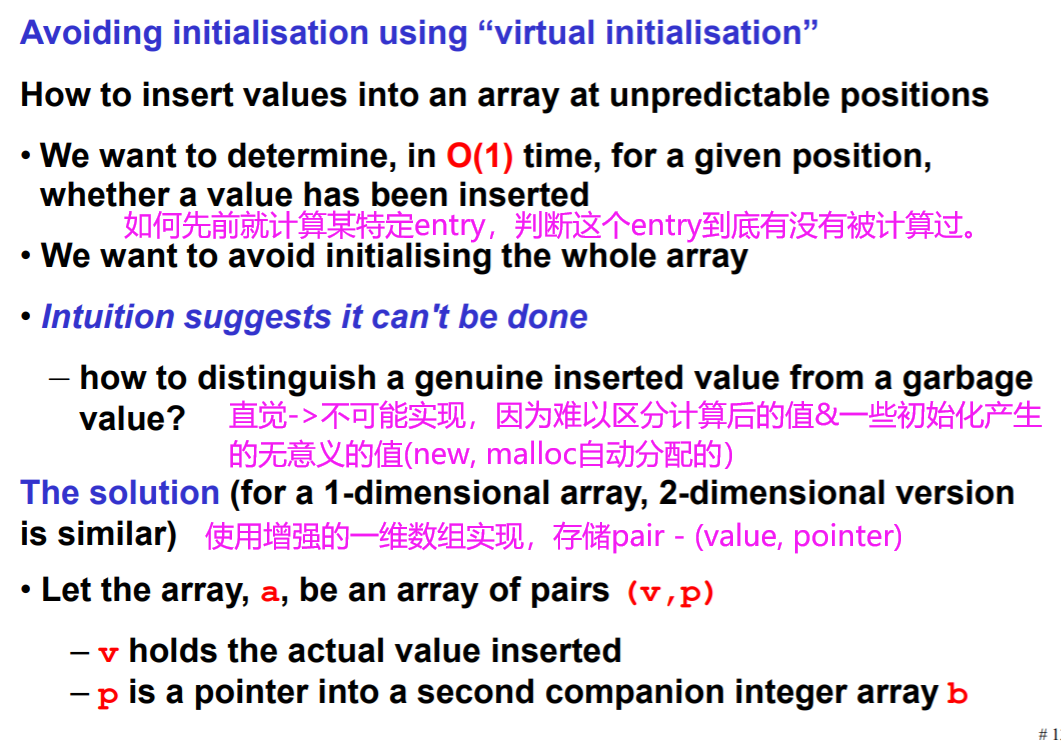 Avoiding initialisation using “virtual initialisation”
How to insert values into an array at unpredictable positions
• We want to determine, in O(1) time, for a given position,
whether a value has been inserted
如何先前就计算某特定entry，判断这个entry到底有没有被计算过。
• We want to avoid initialising the whole array
• Intuition suggests it can't be done
– how to distinguish a genuine inserted value from a garbage
value?
直觉->不可能实现，因为难以区分计算后的值&一些初始化产生
的无意义的值(new, malloc自动分配的）
The solution (for a 1-dimensional array, 2-dimensional version
is similar)
使用增强的一维数组实现，存储pair - (value, pointer)
• Let the array, a, be an array of pairs (v,p)
– v holds the actual value inserted
– p is a pointer into a second companion integer array b
# 1